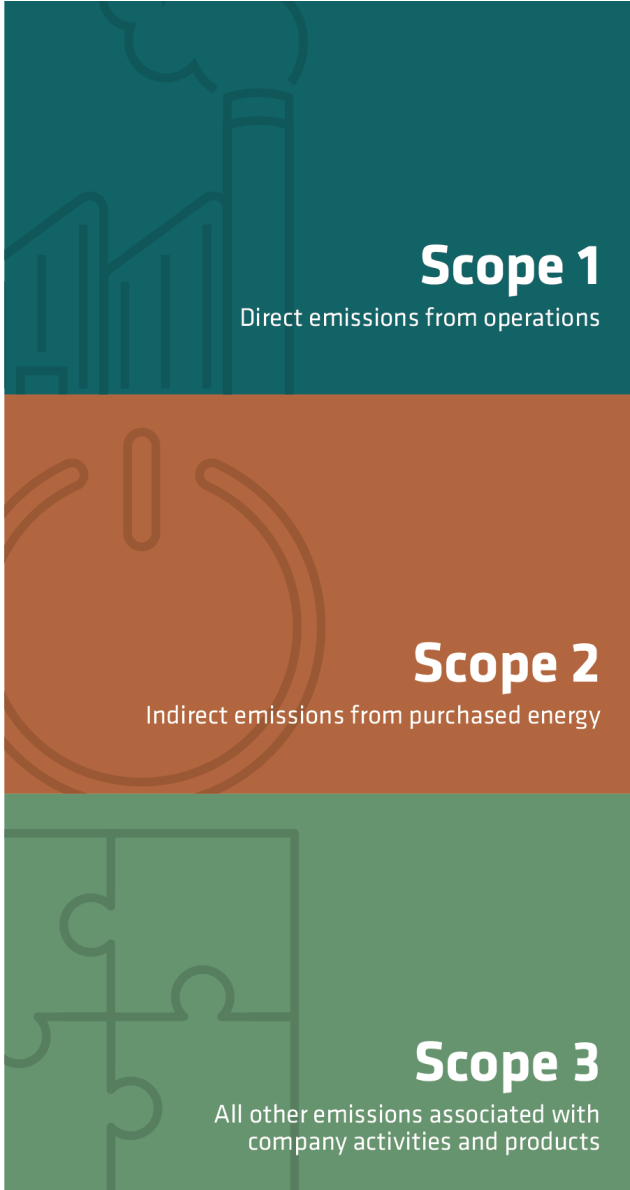 Scope 1
Direct emissions from operations
Scope 2
Indirect emissions from purchased energy
Scope 3
All other emissions associated with
company activities and products